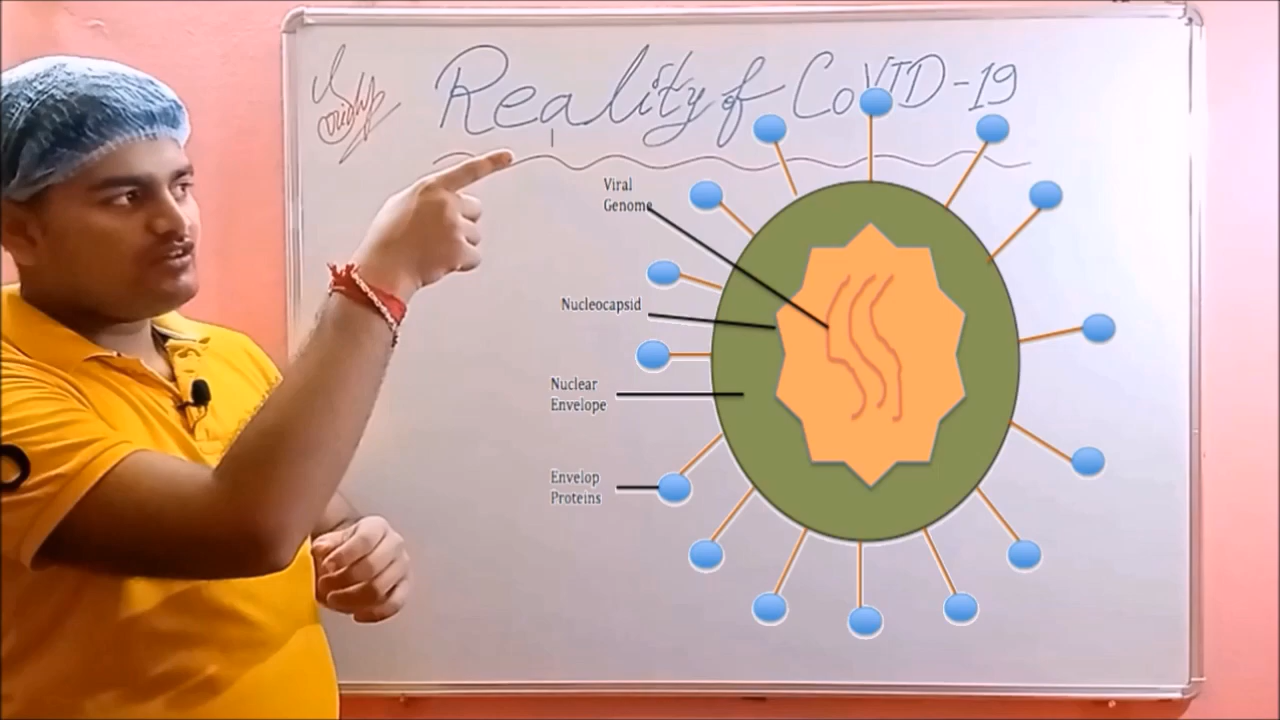 Reality of CoVID-19
Viral
Genome
Nucleocapsid
Nuclear
Envelope
Envelop
Proteins